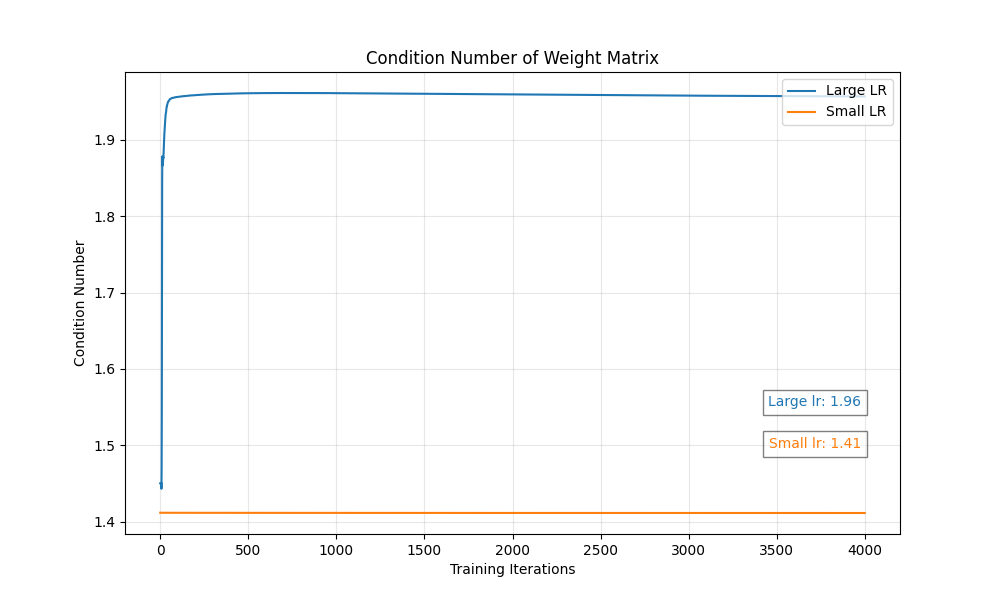 Condition Number of Weight Matrix
Large LR
Small LR
Condition Number
1.9
1.8
1.7
1.6
1.5
1.4
Large lr: 1.96
Small lr: 1.41
0
500
1000
1500
2000
2500
3000
3500
4000
Training Iterations